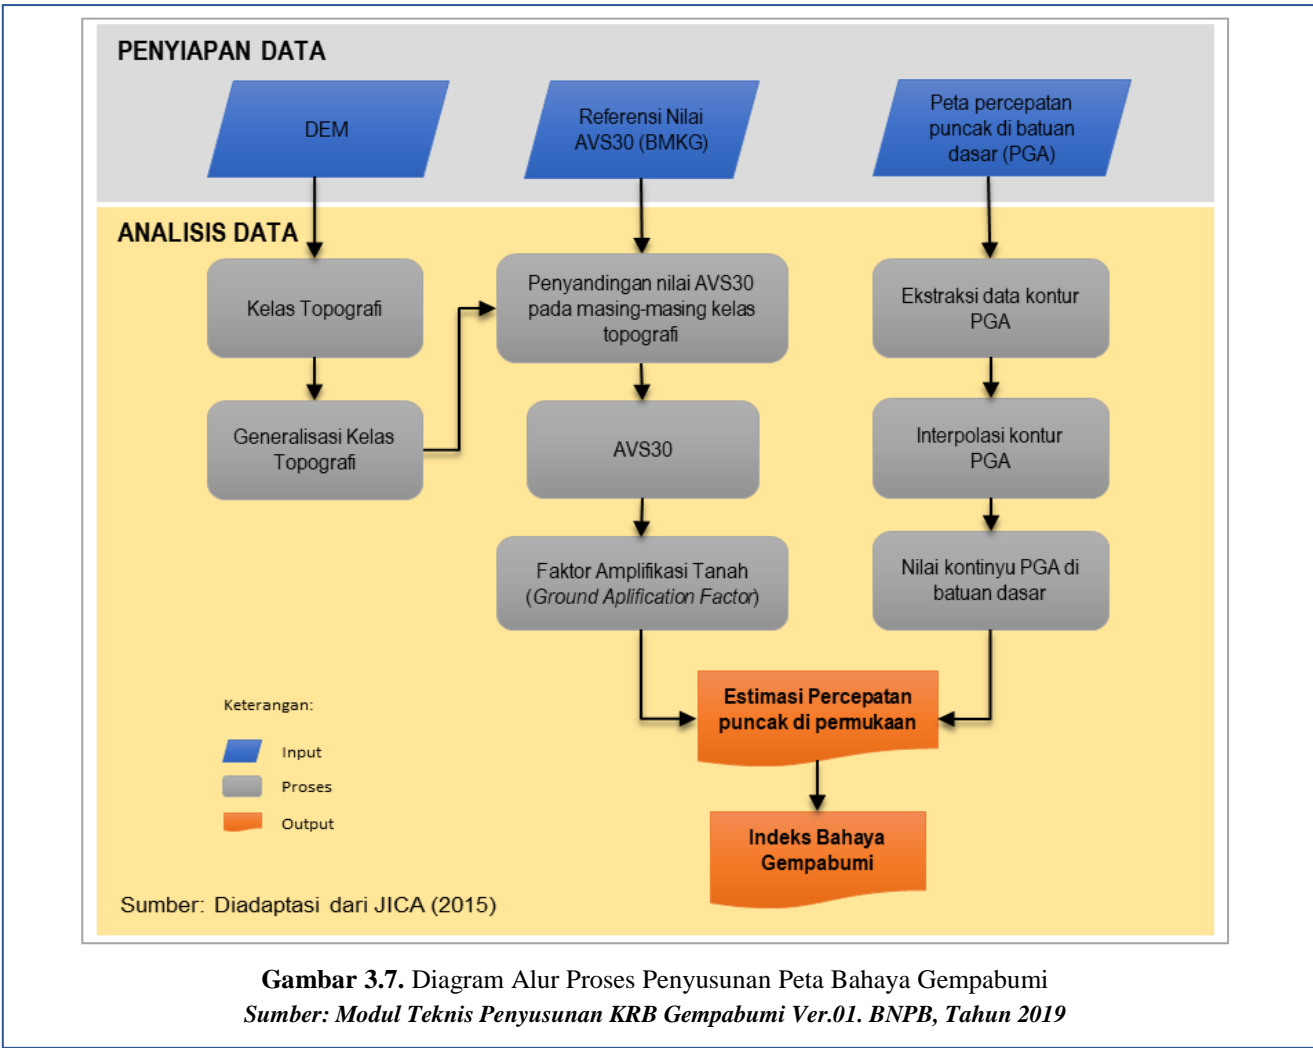 PENYIAPAN DATA
DEM
Referensi Nilai
AVS30 (BMKG)
Peta percepatan
puncak di batuan
dasar (PGA)
ANALISIS DATA
Kelas Topografi
Penyandingan nilai AVS30
pada masing-masing kelas
topografi
Ekstraksi data kontur
PGA
Generalisasi Kelas
Topografi
AVS30
Interpolasi kontur
PGA
Faktor Amplifikasi Tanah
(Ground Aplification Factor)
Nilai kontinyu PGA di
batuan dasar
Estimasi Percepatan
puncak di permukaan
Indeks Bahaya
Gempabumi
Keterangan:
Input
Proses
Output
Sumber: Diadaptasi dari JICA (2015)
Gambar 3.7. Diagram Alur Proses Penyusunan Peta Bahaya Gempabumi
Sumber: Modul Teknis Penyusunan KRB Gempabumi Ver.01. BNPB, Tahun 2019